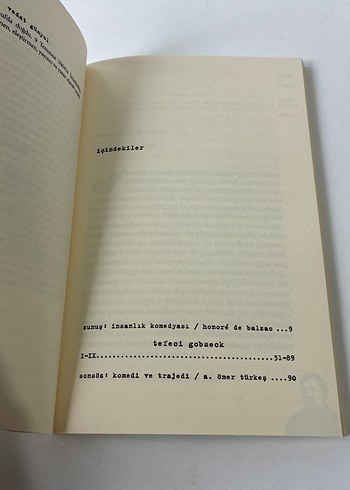 vedat günyol
içindekiler
sunuş: insanlık komedyası / honoré de balzac ...9
tefeci gobseck
I-IX..........................................31-89
sonsöz: komedi ve trajedi / a. ömer türkeş ....90